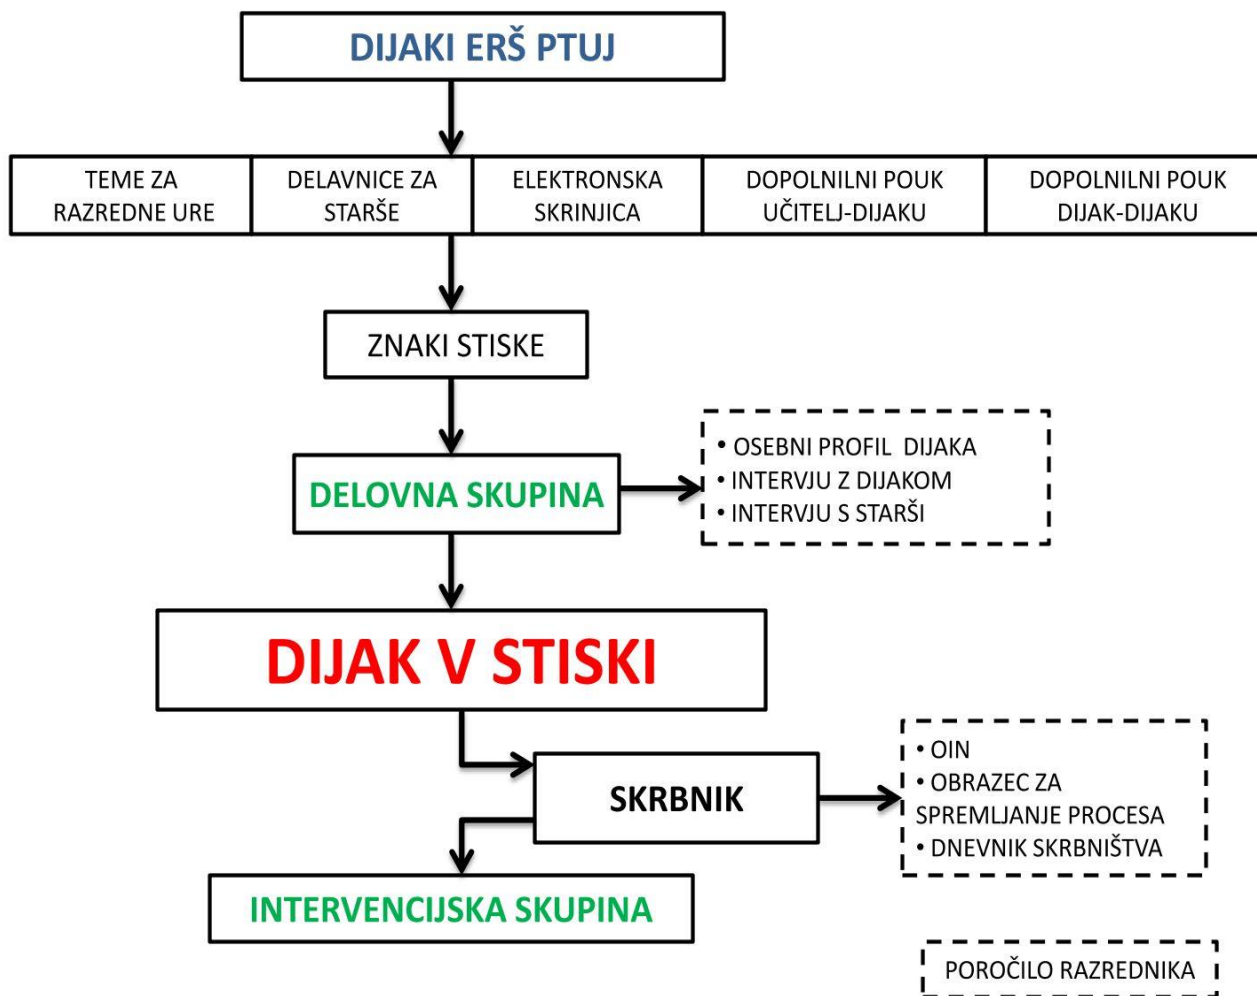 DIJAKI ERŠ PTUJ
TEME ZA
RAZREDNE URE
DELAVNICE ZA
STARŠE
ELEKTRONSKA
SKRINJICA
DOPOLNILNI POUK
UČITELJ-DIJAKU
DOPOLNILNI POUK
DIJAK-DIJAKU
ZNAKI STISKE
DELOVNA SKUPINA
• OSEBNI PROFIL DIJAKA
• INTERVJU Z DIJAKOM
• INTERVJU S STARŠI
DIJAK V STISKI
SKRBNIK
• OIN
• OBRAZEC ZA
SPREMLJANJE PROCESA
• DNEVNIK SKRBNIŠTVA
INTERVENCIJSKA SKUPINA
POROČILO RAZREDNIKA